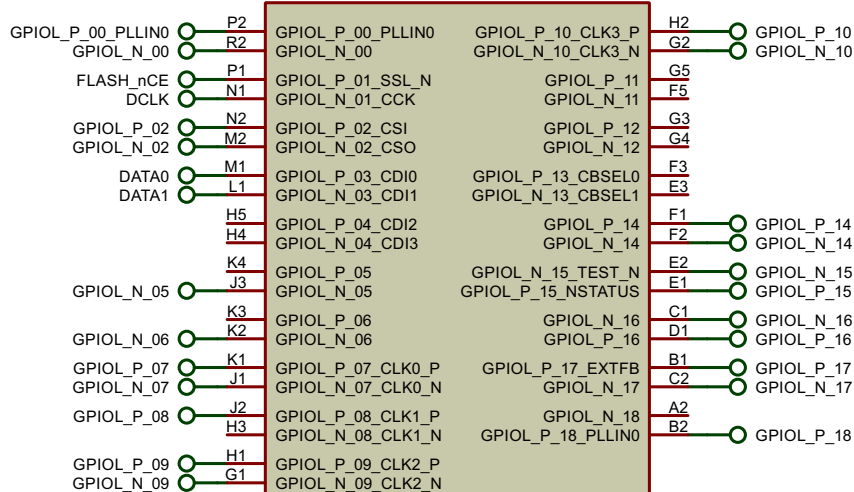 GPIOL_P_00_PLLIN0 P2 GPIOL_P_00_PLLIN0 GPIOL_P_10_CLK3_P H2 GPIOL_P_10
GPIOL_N_00 R2 GPIOL_N_00 GPIOL_N_10_CLK3_N G2 GPIOL_N_10
FLASH_nCE P1 GPIOL_P_01_SSL_N GPIOL_P_11 G5
DCLK N1 GPIOL_N_01_CCK GPIOL_N_11 F5
GPIOL_P_02 N2 GPIOL_P_02_CSI GPIOL_P_12 G3
GPIOL_N_02 M2 GPIOL_N_02_CSO GPIOL_N_12 G4
DATA0 M1 GPIOL_P_03_CDI0 GPIOL_P_13_CBSEL0 F3
DATA1 L1 GPIOL_N_03_CDI1 GPIOL_N_13_CBSEL1 E3
H5 GPIOL_P_04_CDI2 GPIOL_P_14 F1 GPIOL_P_14
H4 GPIOL_N_04_CDI3 GPIOL_N_14 F2 GPIOL_N_14
K4 GPIOL_P_05 GPIOL_N_15_TEST_N E2 GPIOL_N_15
GPIOL_N_05 J3 GPIOL_N_05 GPIOL_P_15_NSTATUS E1 GPIOL_P_15
K3 GPIOL_P_06 GPIOL_N_16 C1 GPIOL_N_16
GPIOL_N_06 K2 GPIOL_N_06 GPIOL_P_16 D1 GPIOL_P_16
GPIOL_P_07 K1 GPIOL_P_07_CLK0_P GPIOL_P_17_EXTFB B1 GPIOL_P_17
GPIOL_N_07 J1 GPIOL_N_07_CLK0_N GPIOL_N_17 C2 GPIOL_N_17
GPIOL_P_08 J2 GPIOL_P_08_CLK1_P GPIOL_N_18 A2
H3 GPIOL_N_08_CLK1_N GPIOL_P_18_PLLIN0 B2 GPIOL_P_18
GPIOL_P_09 H1 GPIOL_P_09_CLK2_P
GPIOL_N_09 G1 GPIOL_N_09_CLK2_N